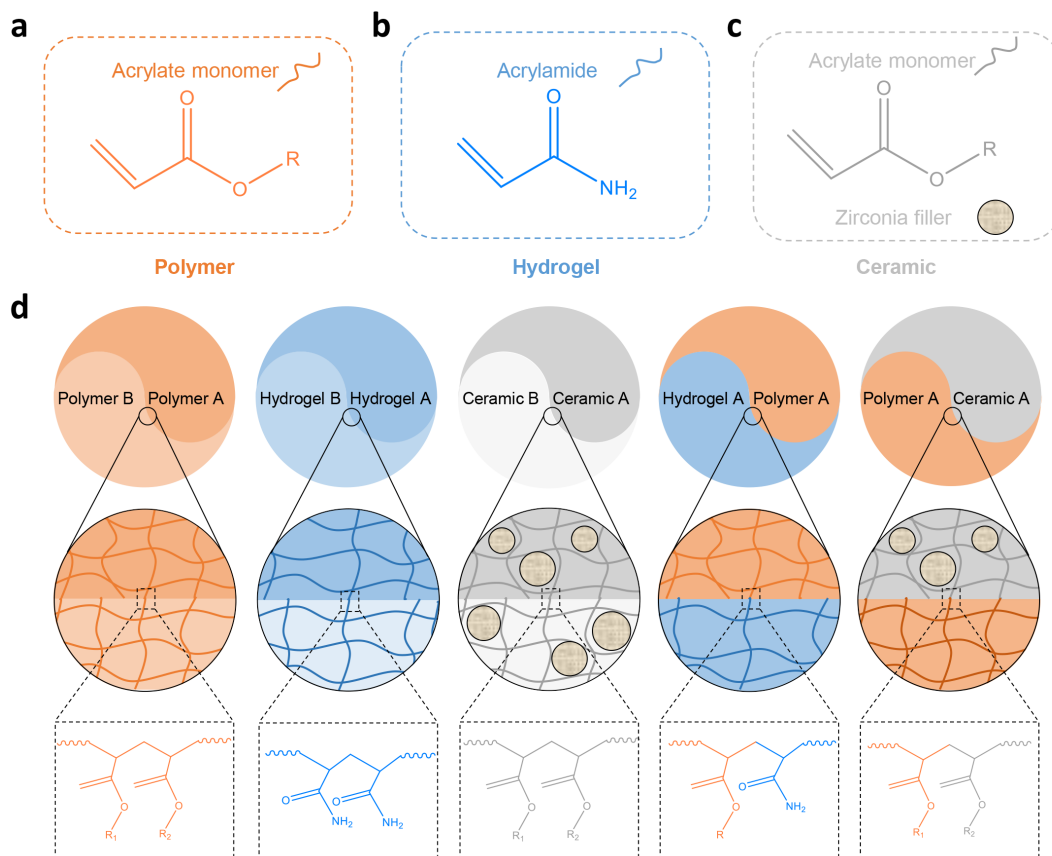 a
Acrylate monomer
O
O
R
Polymer
b
Acrylamide
O
NH2
Hydrogel
c
Acrylate monomer
O
O
R
Zirconia filler
Ceramic
d
Polymer B Polymer A
Hydrogel B Hydrogel A
Ceramic B Ceramic A
Hydrogel A Polymer A
Polymer A Ceramic A
O
O
R1
R2
O
O
NH2
NH2
O
O
R1
R2
O
R
O
NH2
O
O
R1
R2